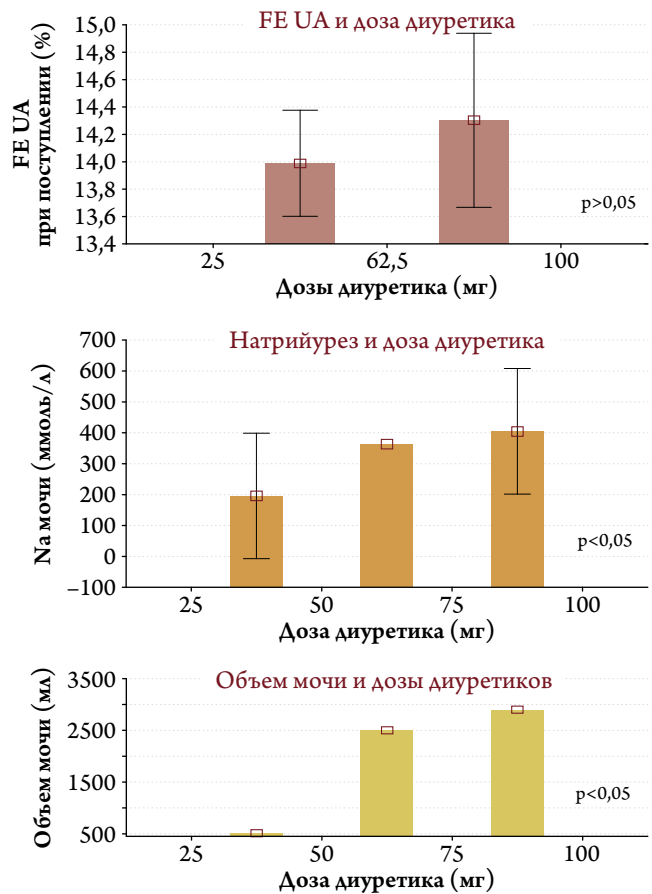 FE UA и доза диуретика
FE UA
при поступлении (%)
15,0
14,8
14,6
14,4
14,2
14,0
13,8
13,6
13,4
p>0,05
25 62,5 100
Дозы диуретика (мг)
Натрийурез и доза диуретика
Na мочи (ммоль/л)
700
600
500
400
300
200
100
0
–100
p<0,05
25 50 75 100
Доза диуретика (мг)
Объем мочи и дозы диуретиков
Объем мочи (мл)
3500
2500
1500
500
p<0,05
25 50 75 100
Доза диуретика (мг)